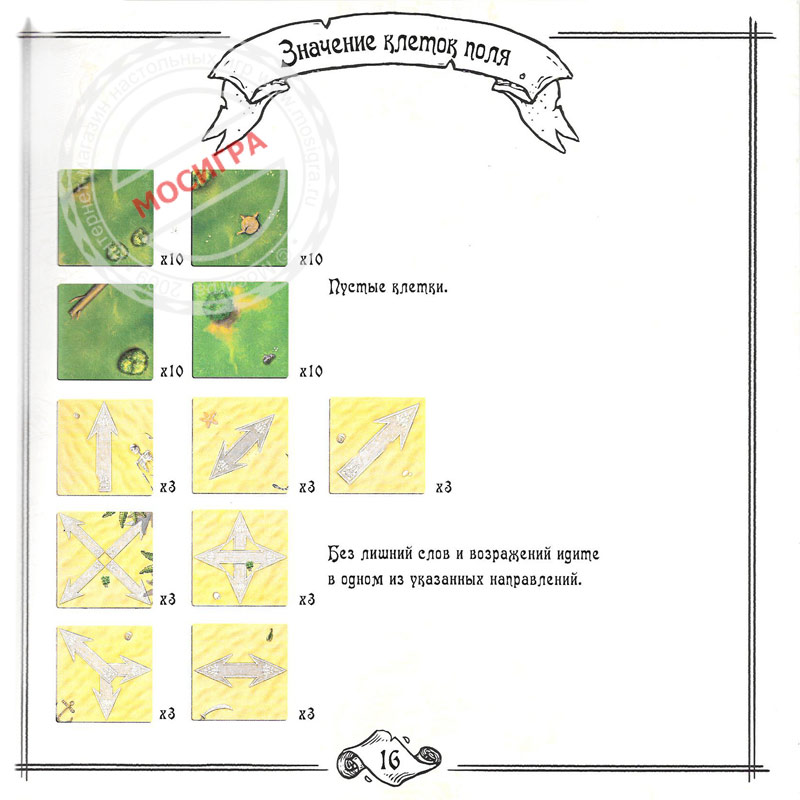 Значение клеток поля
МОСИГРА
x10 x10
Пустые клетки.
x10 x10
x3 x3 x3
x3 x3
Без лишний слов и возражений идите
в одном из указанных направлений.
x3 x3
16